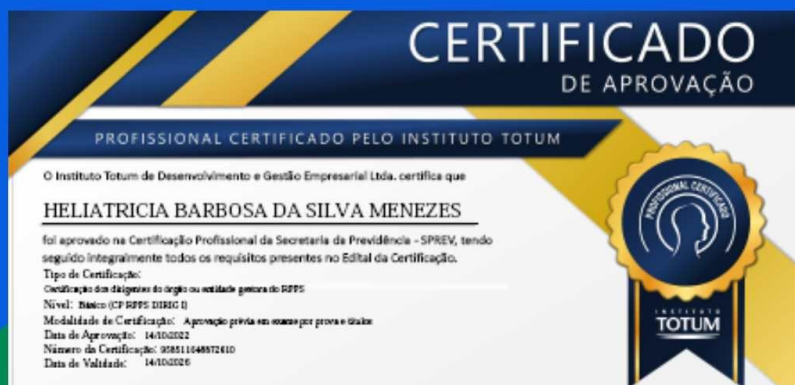 CERTIFICADO
DE APROVAÇÃO
PROFISSIONAL CERTIFICADO PELO INSTITUTO TOTUM
O Instituto Totum de Desenvolvimento e Gestão Empresarial Ltda. certifica que
HELIATRICIA BARBOSA DA SILVA MENEZES
foi aprovado na Certificação Profissional da Secretaria de Previdência - SPREV, tendo
seguido integralmente todos os requisitos presentes no Edital da Certificação.
Tipo de Certificação:
Certificação dos dirigentes do órgão ou entidade gestora do RPPS
Nível: Básico (CP RPPS DIRIG I)
Modalidade de Certificação: Aprovação prévia em exame por prova e títulos
Data de Aprovação: 14/10/2022
Número da Certificação: 958511648872610
Data de Validade: 14/10/2026
PROFISSIONAL CERTIFICADO
INSTITUTO
TOTUM